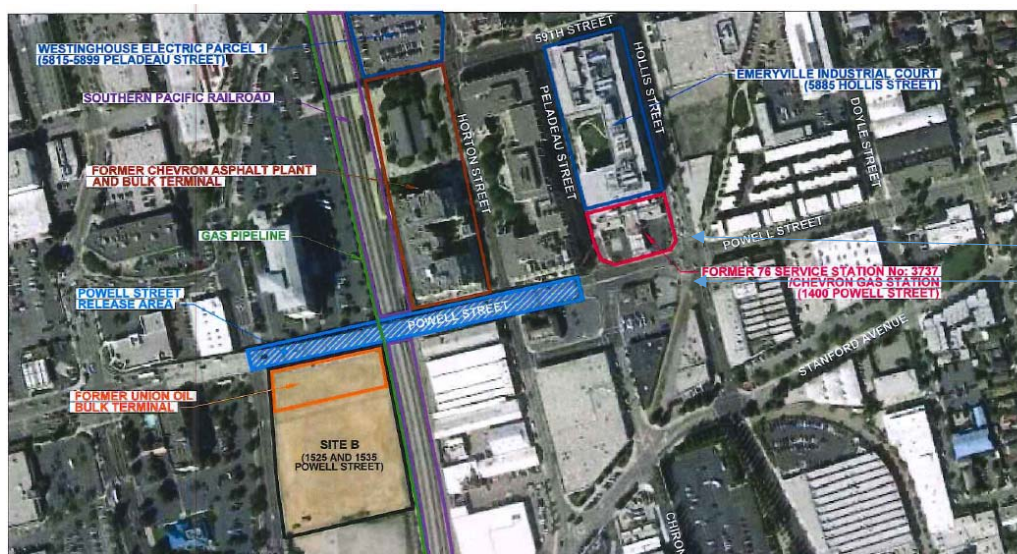 59TH STREET
WESTINGHOUSE ELECTRIC PARCEL 1
(5815-5899 PELADEAU STREET)
HOLLIS STREET
EMERYVILLE INDUSTRIAL COURT
(5885 HOLLIS STREET)
SOUTHERN PACIFIC RAILROAD
HORTON STREET
PELADEAU STREET
DOYLE STREET
FORMER CHEVRON ASPHALT PLANT
AND BULK TERMINAL
POWELL STREET
GAS PIPELINE
FORMER 76 SERVICE STATION No: 3737
/CHEVRON GAS STATION
(1400 POWELL STREET)
POWELL STREET
RELEASE AREA
POWELL STREET
STANFORD AVENUE
FORMER UNION OIL
BULK TERMINAL
SITE B
(1525 AND 1535
POWELL STREET)
CHIRON